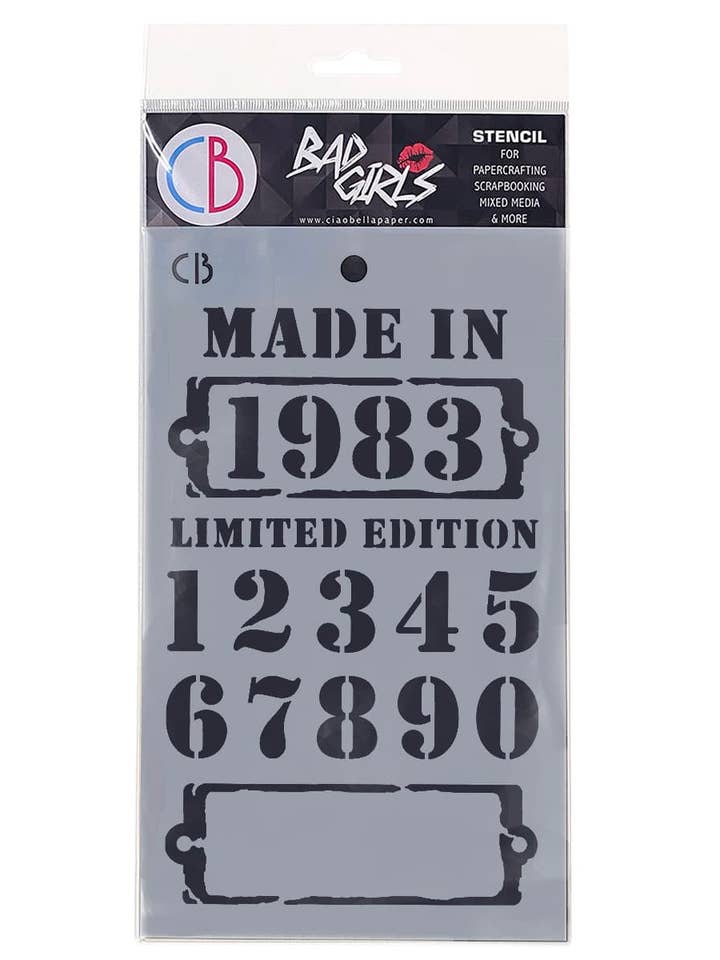 CB
BAD
GIRLS
www.ciaobellapaper.com
STENCIL
FOR
PAPERCRAFTING
SCRAPBOOKING
MIXED MEDIA
& MORE
CB
MADE IN
1983
LIMITED EDITION
12345
67890